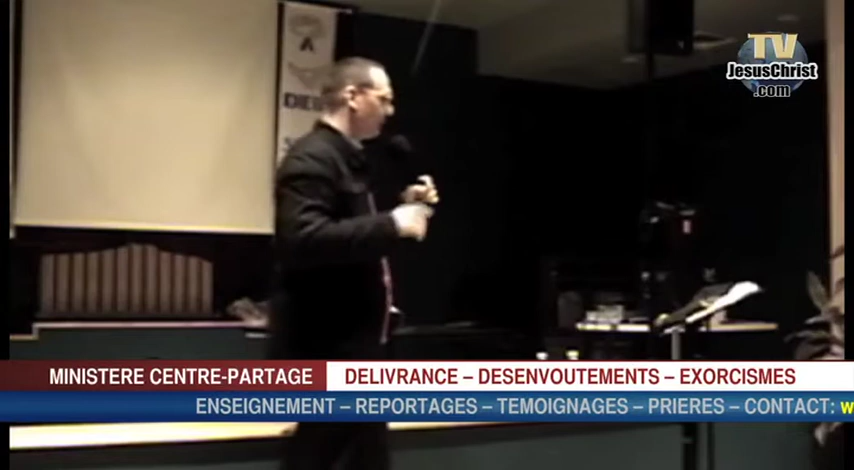 TV
JesusChrist
.com
MINISTERE CENTRE-PARTAGE
DELIVRANCE – DESENVOUTEMENTS – EXORCISMES
ENSEIGNEMENT – REPORTAGES – TEMOIGNAGES – PRIERES – CONTACT: w